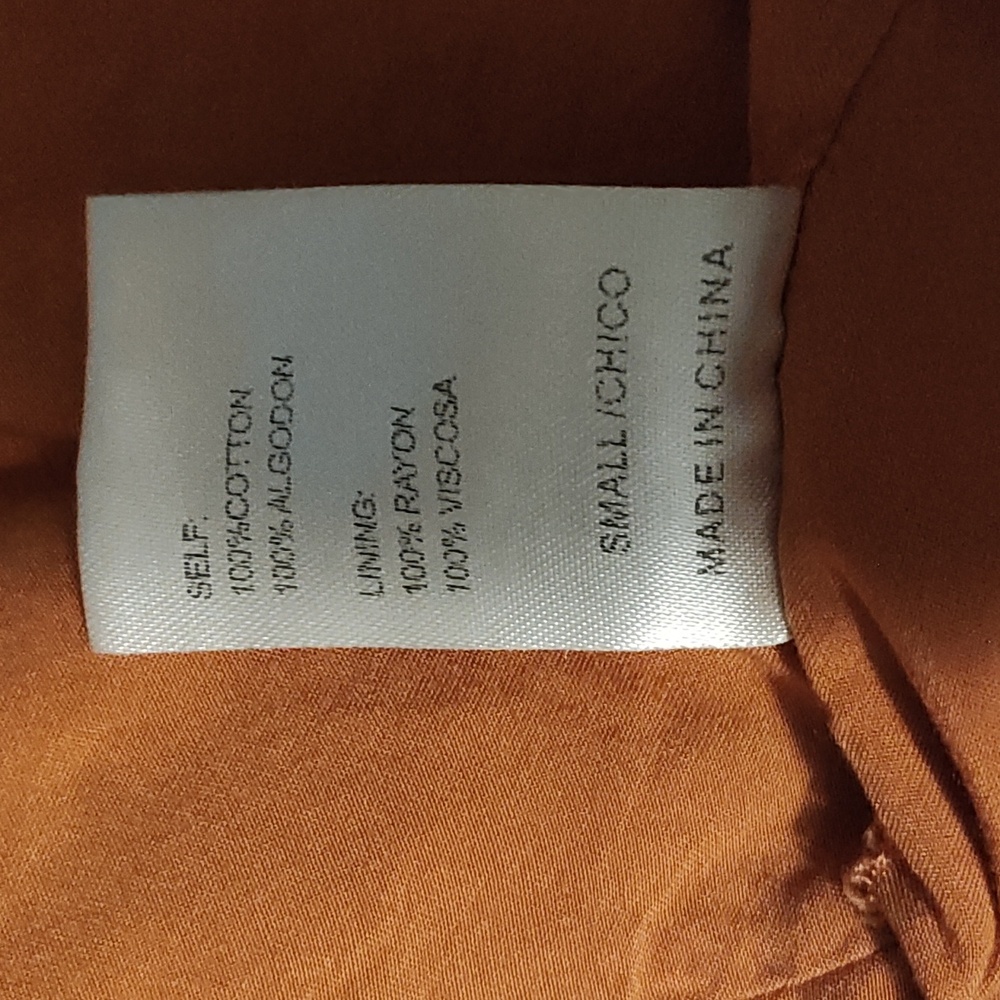 SELF:
100%COTTON
100% ALGODON
LINING:
100% RAYON
100% VISCOSA
SMALL/CHICO
MADE IN CHINA